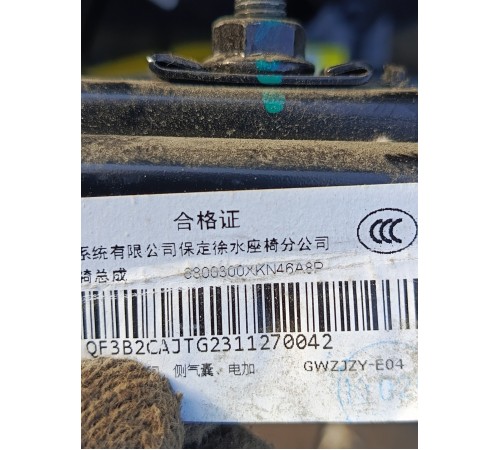 合格证
系统有限公司保定徐水座椅分公司
椅总成 6800300XKN46A8P
QF3B2CAJTG2311270042
侧气囊、电加 GWZJZY-E04